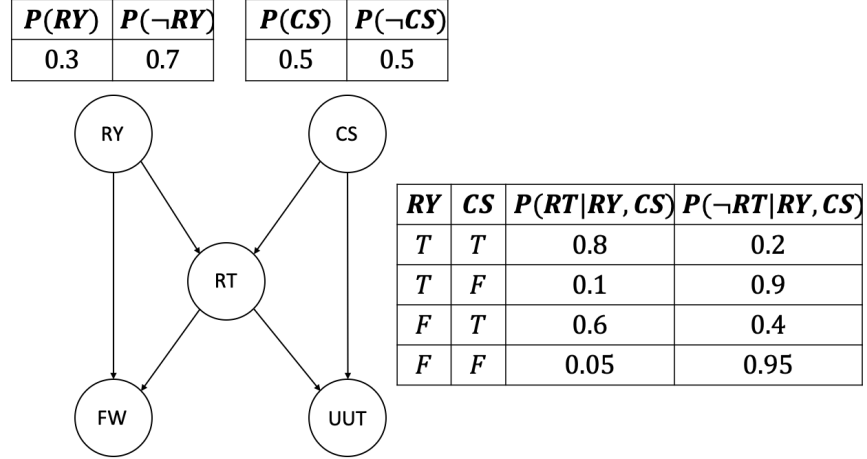 P(RY) P(¬RY) P(CS) P(¬CS)
0.3 0.7 0.5 0.5
RY CS
RY CS P(RT|RY, CS) P(¬RT|RY, CS)
T T 0.8 0.2
T F 0.1 0.9
RT
F T 0.6 0.4
F F 0.05 0.95
FW UUT